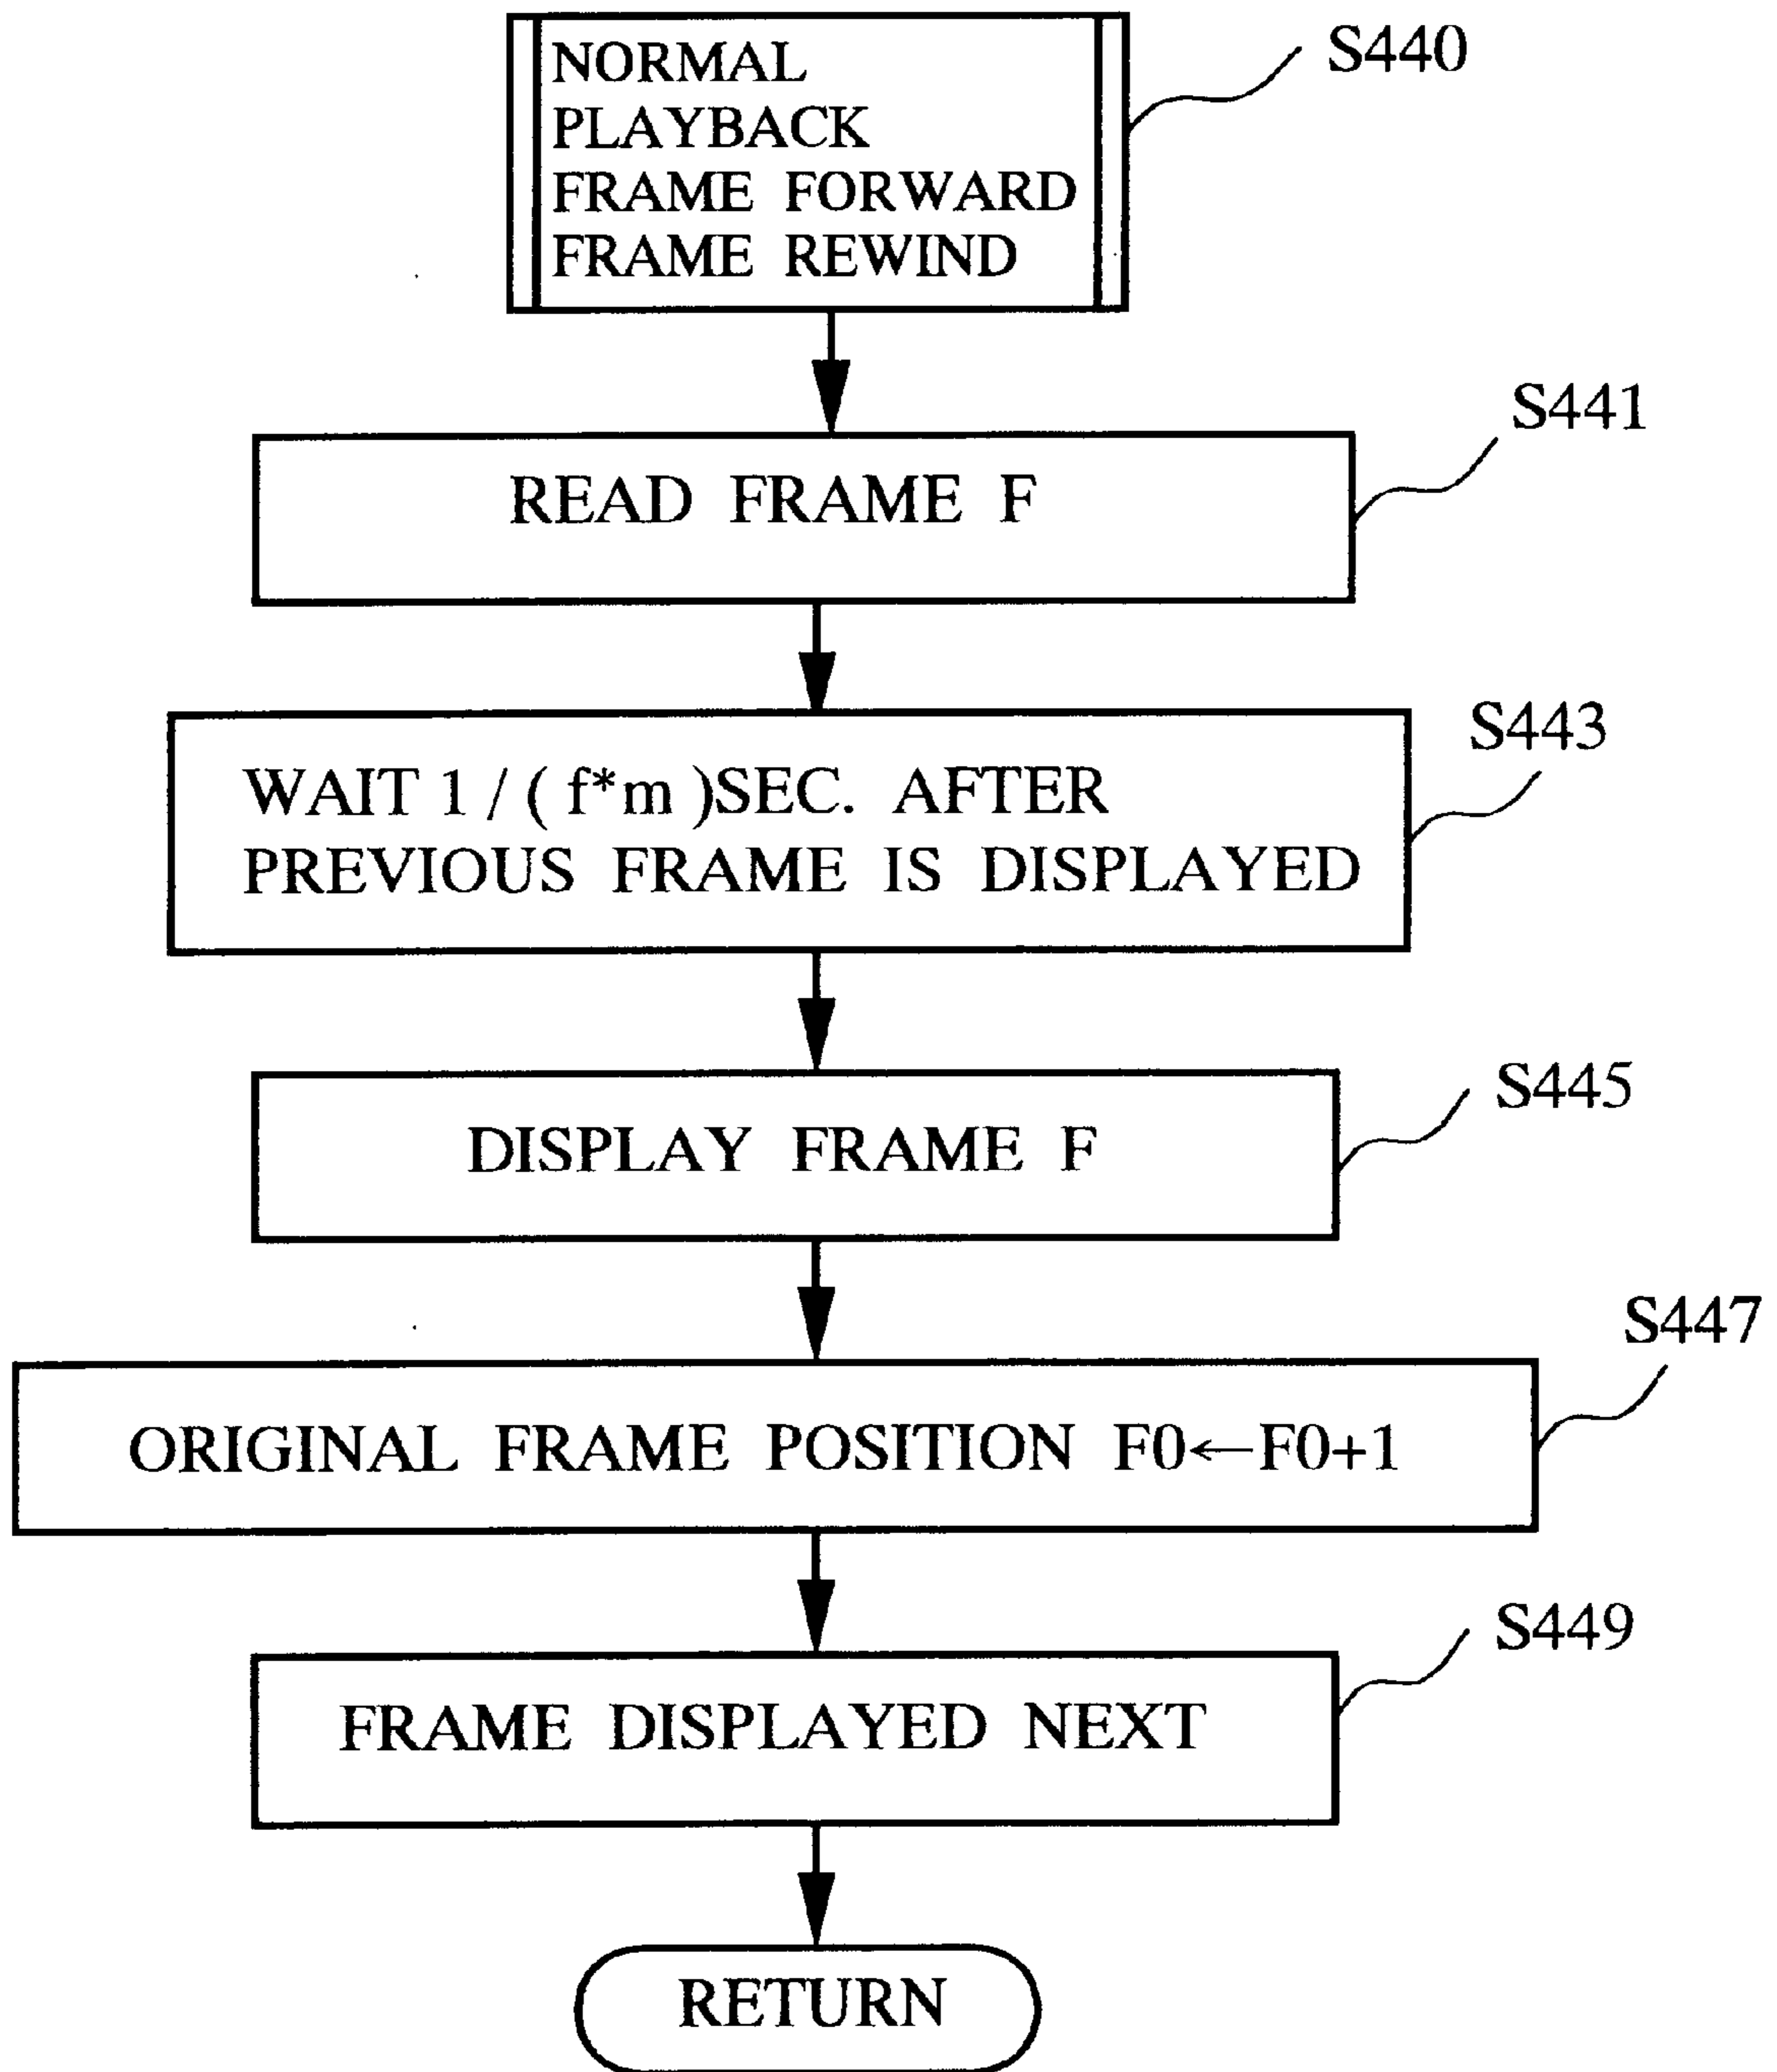 NORMAL
PLAYBACK
FRAME FORWARD
FRAME REWIND
S440
S441
READ FRAME F
S443
WAIT 1 / ( f*m )SEC. AFTER
PREVIOUS FRAME IS DISPLAYED
S445
DISPLAY FRAME F
S447
ORIGINAL FRAME POSITION F0←F0+1
S449
FRAME DISPLAYED NEXT
RETURN